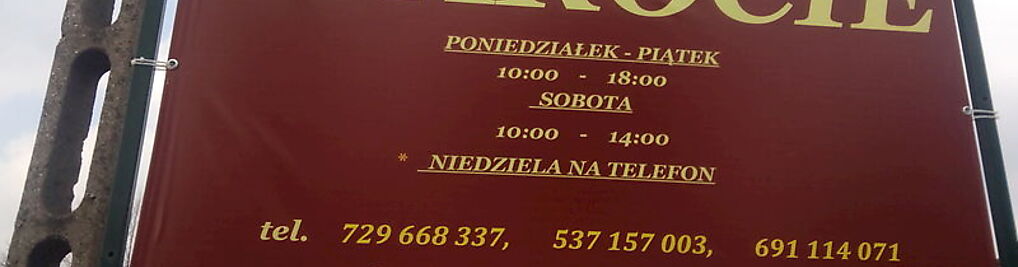 PONIEDZIAŁEK - PIĄTEK
10:00 - 18:00
SOBOTA
10:00 - 14:00
* NIEDZIELA NA TELEFON
tel. 729 668 337, 537 157 003, 691 114 071